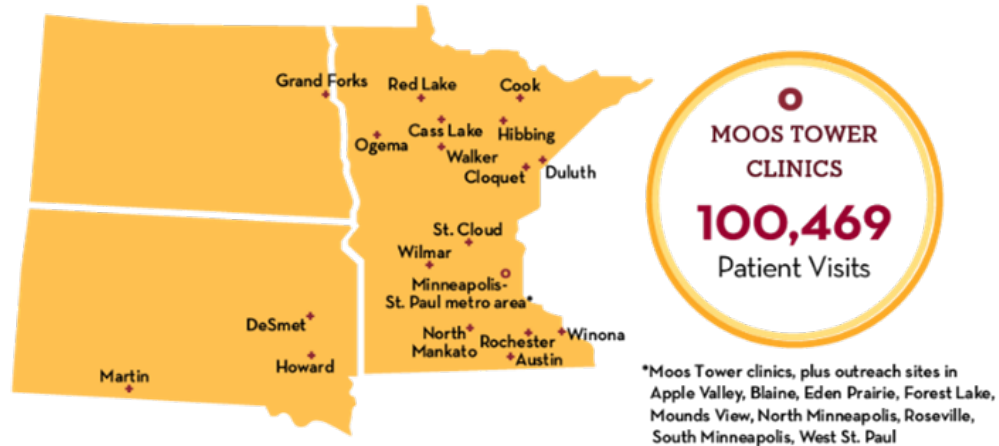 Grand Forks
Red Lake
Cook
Cass Lake
Hibbing
Ogema
Walker
Cloquet
Duluth
St. Cloud
Wilmar
Minneapolis-
St. Paul metro area*
DeSmet
North
Mankato
Rochester
Winona
Austin
Howard
Martin
MOOS TOWER
CLINICS
100,469
Patient Visits
*Moos Tower clinics, plus outreach sites in
Apple Valley, Blaine, Eden Prairie, Forest Lake,
Mounds View, North Minneapolis, Roseville,
South Minneapolis, West St. Paul